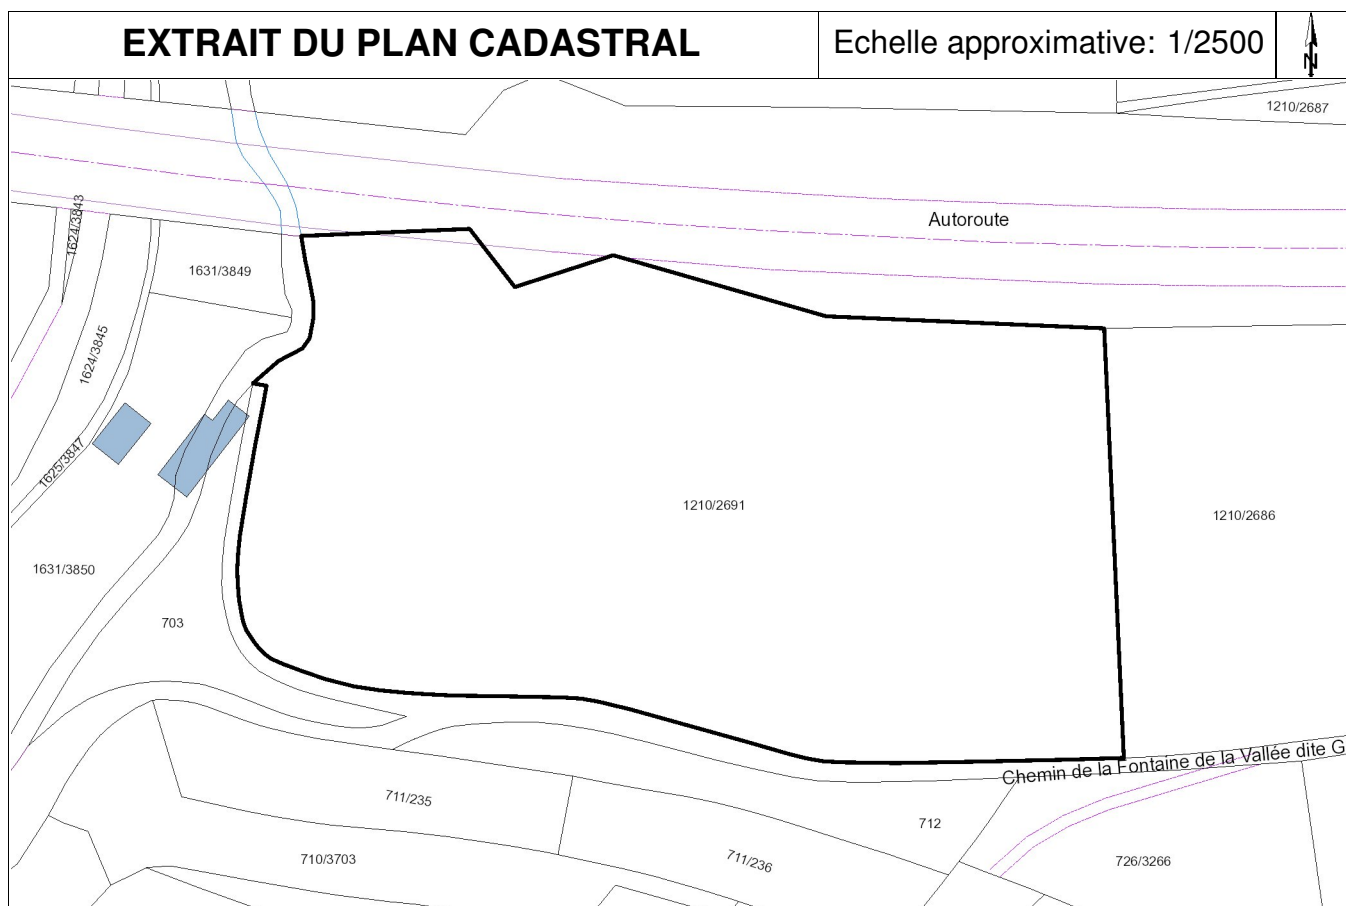 EXTRAIT DU PLAN CADASTRAL
Echelle approximative: 1/2500
N
1210/2687
1624/3843
Autoroute
1631/3849
1624/3845
1625/3847
1210/2691
1210/2686
1631/3850
703
Chemin de la Fontaine de la Vallée dite G
711/235
712
710/3703
711/236
726/3266